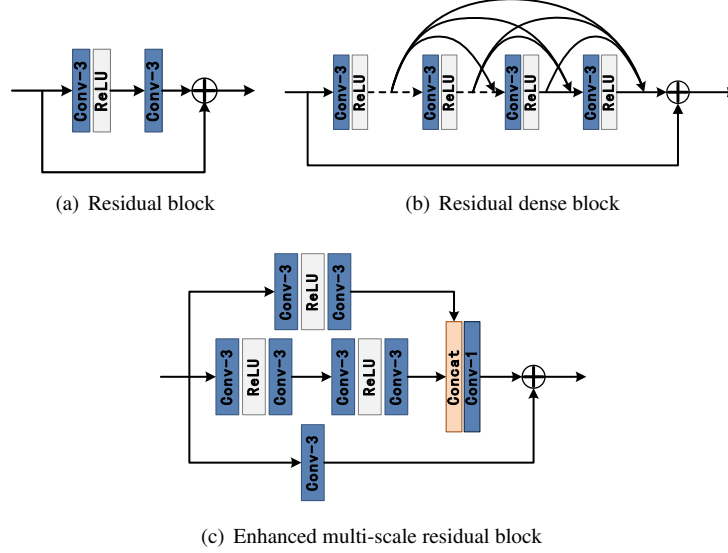 Conv-3
ReLU
Conv-3
Conv-3
ReLU
Conv-3
ReLU
Conv-3
ReLU
Conv-3
ReLU
(a) Residual block
(b) Residual dense block
Conv-3
ReLU
Conv-3
Conv-3
ReLU
Conv-3
Conv-3
ReLU
Conv-3
Concat
Conv-1
Conv-3
(c) Enhanced multi-scale residual block